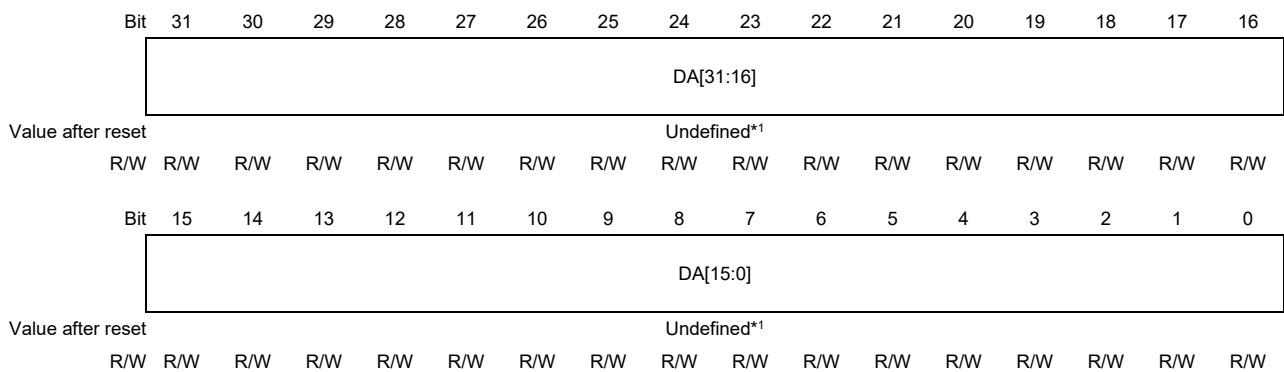 Bit 31 30 29 28 27 26 25 24 23 22 21 20 19 18 17 16
DA[31:16]
Value after reset Undefined*1
R/W R/W R/W R/W R/W R/W R/W R/W R/W R/W R/W R/W R/W R/W R/W R/W R/W
Bit 15 14 13 12 11 10 9 8 7 6 5 4 3 2 1 0
DA[15:0]
Value after reset Undefined*1
R/W R/W R/W R/W R/W R/W R/W R/W R/W R/W R/W R/W R/W R/W R/W R/W R/W